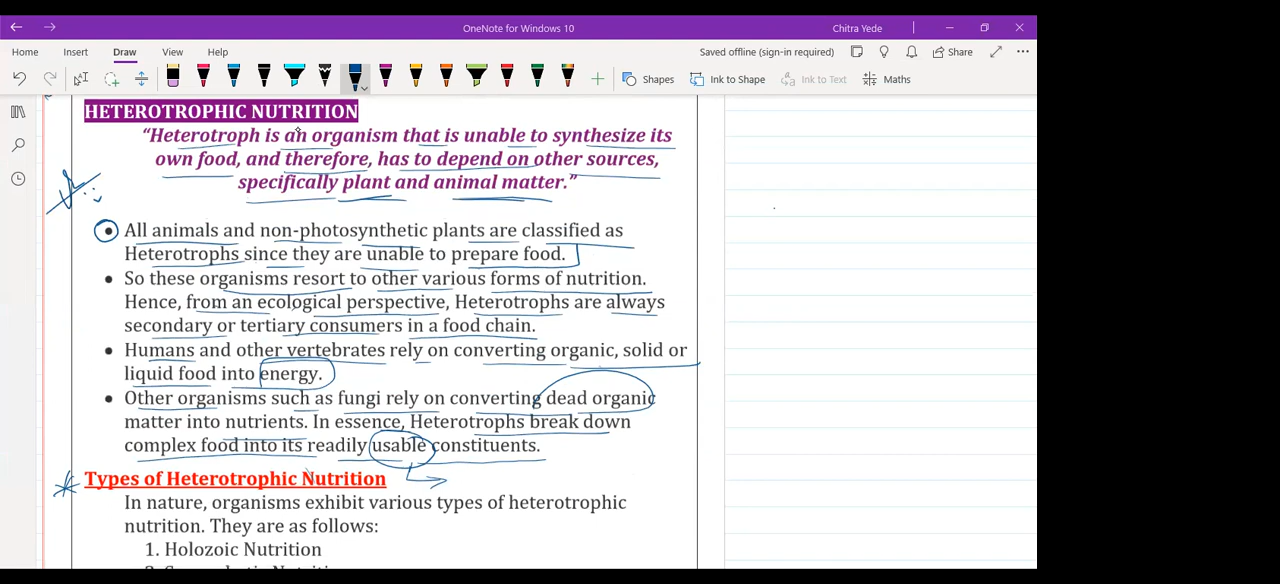 OneNote for Windows 10
Chitra Yede
Home Insert Draw View Help
Saved offline (sign-in required)
Share
Shapes
Ink to Shape
Ink to Text
Maths
HETEROTROPHIC NUTRITION
“Heterotroph is an organism that is unable to synthesize its
own food, and therefore, has to depend on other sources,
specifically plant and animal matter.”
• All animals and non-photosynthetic plants are classified as
Heterotrophs since they are unable to prepare food.
• So these organisms resort to other various forms of nutrition.
Hence, from an ecological perspective, Heterotrophs are always
secondary or tertiary consumers in a food chain.
• Humans and other vertebrates rely on converting organic, solid or
liquid food into energy.
• Other organisms such as fungi rely on converting dead organic
matter into nutrients. In essence, Heterotrophs break down
complex food into its readily usable constituents.
Types of Heterotrophic Nutrition
In nature, organisms exhibit various types of heterotrophic
nutrition. They are as follows:
1. Holozoic Nutrition